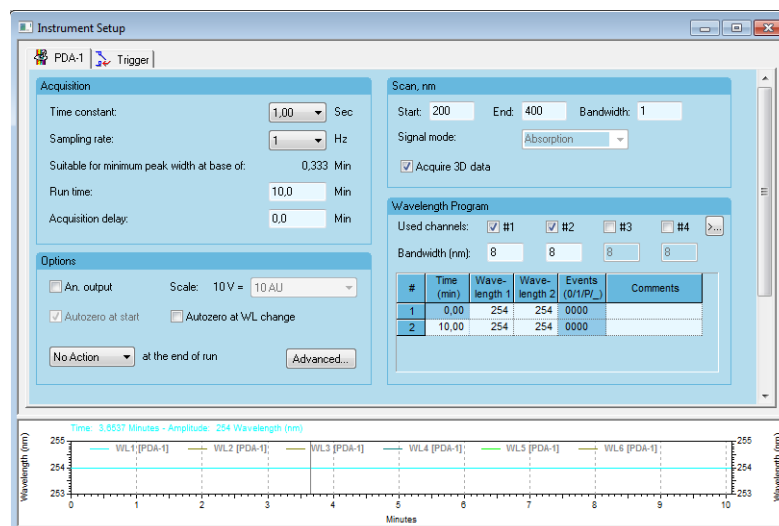 Instrument Setup
PDA-1 Trigger
Acquisition
Time constant: 1,00 Sec
Sampling rate: 1 Hz
Suitable for minimum peak width at base of: 0,333 Min
Run time: 10,0 Min
Acquisition delay: 0,0 Min
Options
An. output Scale: 10 V = 10 AU
Autozero at start Autozero at WL change
No Action at the end of run Advanced...
Scan, nm
Start: 200 End: 400 Bandwidth: 1
Signal mode: Absorption
Acquire 3D data
Wavelength Program
Used channels: #1 #2 #3 #4 >...
Bandwidth (nm): 8 8 8 8
# Time (min) Wave-length 1 Wave-length 2 Events (0/1/P/_) Comments
1 0,00 254 254 0000
2 10,00 254 254 0000
Time: 3,6537 Minutes - Amplitude: 254 Wavelength (nm)
255 WL1 [PDA-1] WL2 [PDA-1] WL3 [PDA-1] WL4 [PDA-1] WL5 [PDA-1] WL6 [PDA-1] 255
Wavelength (nm) 254 254 Wavelength (nm)
253 253
0 1 2 3 4 5 6 7 8 9 10
Minutes